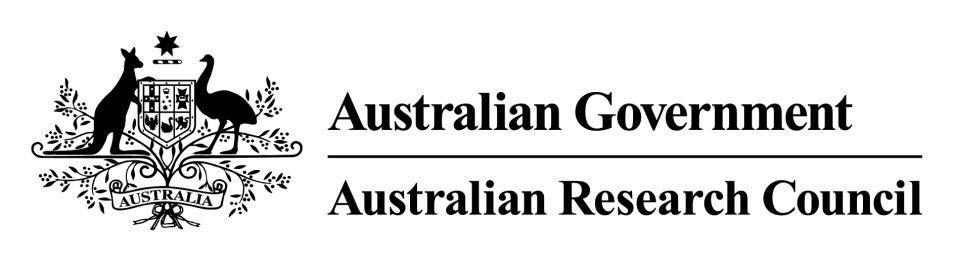 Australian Government
Australian Research Council
AUSTRALIA